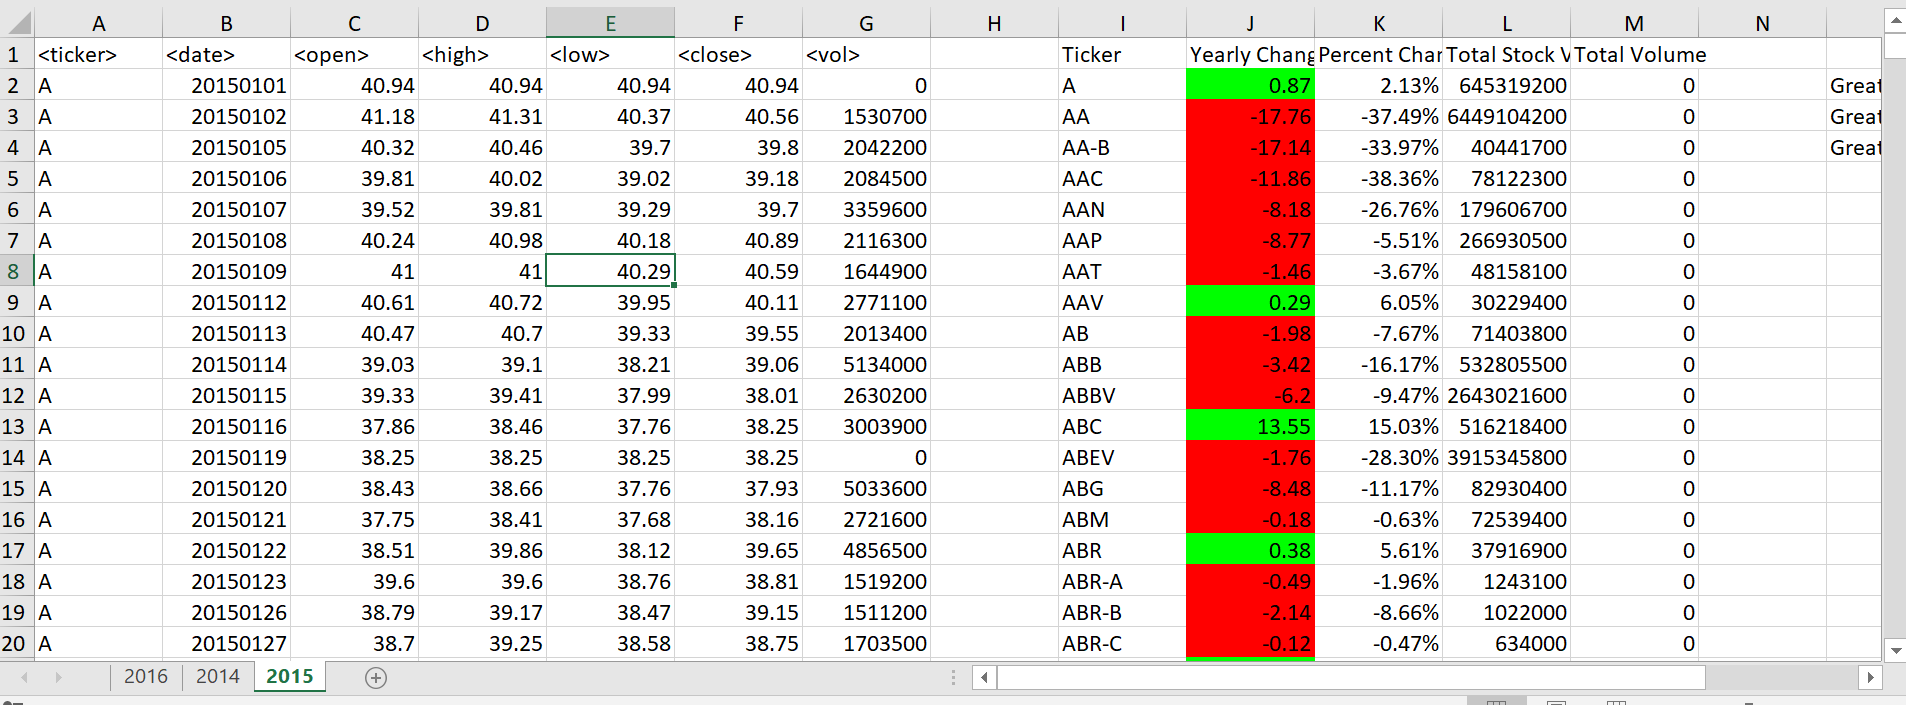 A B C D E F G H I J K L M N
1 <ticker> <date> <open> <high> <low> <close> <vol> Ticker Yearly Chang Percent Char Total Stock V Total Volume
2 A 20150101 40.94 40.94 40.94 40.94 0 A 0.87 2.13% 645319200 0 Great
3 A 20150102 41.18 41.31 40.37 40.56 1530700 AA -17.76 -37.49% 6449104200 0 Great
4 A 20150105 40.32 40.46 39.7 39.8 2042200 AA-B -17.14 -33.97% 40441700 0 Great
5 A 20150106 39.81 40.02 39.02 39.18 2084500 AAC -11.86 -38.36% 78122300 0
6 A 20150107 39.52 39.81 39.29 39.7 3359600 AAN -8.18 -26.76% 179606700 0
7 A 20150108 40.24 40.98 40.18 40.89 2116300 AAP -8.77 -5.51% 266930500 0
8 A 20150109 41 41 40.29 40.59 1644900 AAT -1.46 -3.67% 48158100 0
9 A 20150112 40.61 40.72 39.95 40.11 2771100 AAV 0.29 6.05% 30229400 0
10 A 20150113 40.47 40.7 39.33 39.55 2013400 AB -1.98 -7.67% 71403800 0
11 A 20150114 39.03 39.1 38.21 39.06 5134000 ABB -3.42 -16.17% 532805500 0
12 A 20150115 39.33 39.41 37.99 38.01 2630200 ABBV -6.2 -9.47% 2643021600 0
13 A 20150116 37.86 38.46 37.76 38.25 3003900 ABC 13.55 15.03% 516218400 0
14 A 20150119 38.25 38.25 38.25 38.25 0 ABEV -1.76 -28.30% 3915345800 0
15 A 20150120 38.43 38.66 37.76 37.93 5033600 ABG -8.48 -11.17% 82930400 0
16 A 20150121 37.75 38.41 37.68 38.16 2721600 ABM -0.18 -0.63% 72539400 0
17 A 20150122 38.51 39.86 38.12 39.65 4856500 ABR 0.38 5.61% 37916900 0
18 A 20150123 39.6 39.6 38.76 38.81 1519200 ABR-A -0.49 -1.96% 1243100 0
19 A 20150126 38.79 39.17 38.47 39.15 1511200 ABR-B -2.14 -8.66% 1022000 0
20 A 20150127 38.7 39.25 38.58 38.75 1703500 ABR-C -0.12 -0.47% 634000 0
2016 2014 2015